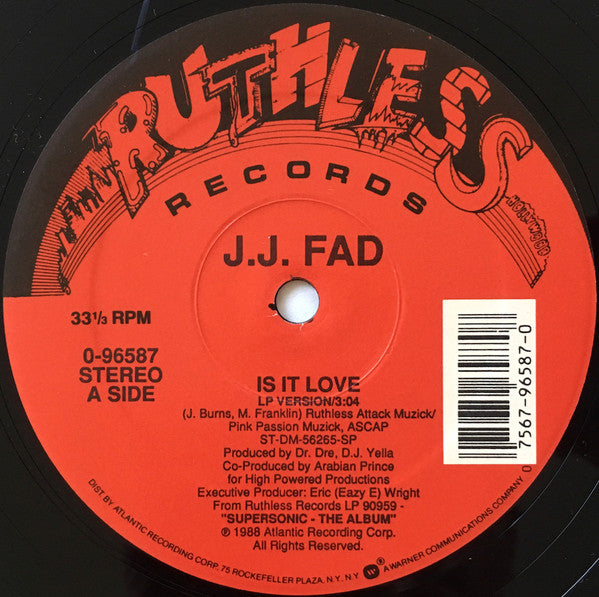 RUTHLESS
RECORDS
HOLLYWOOD
J.J. FAD
33 1/3 RPM
0-96587
STEREO
A SIDE
IS IT LOVE
LP VERSION/3:04
(J. Burns, M. Franklin) Ruthless Attack Muzick/
Pink Passion Muzick, ASCAP
ST-DM-56265-SP
Produced by Dr. Dre, D.J. Yella
Co-Produced by Arabian Prince
for High Powered Productions
Executive Producer: Eric (Eazy E) Wright
From Ruthless Records LP 90959 -
"SUPERSONIC - THE ALBUM"
℗ 1988 Atlantic Recording Corp.
All Rights Reserved.
0 7567-96587-0
DIST. BY ATLANTIC RECORDING CORP. 75 ROCKEFELLER PLAZA, N.Y. N.Y. A WARNER COMMUNICATIONS COMPANY